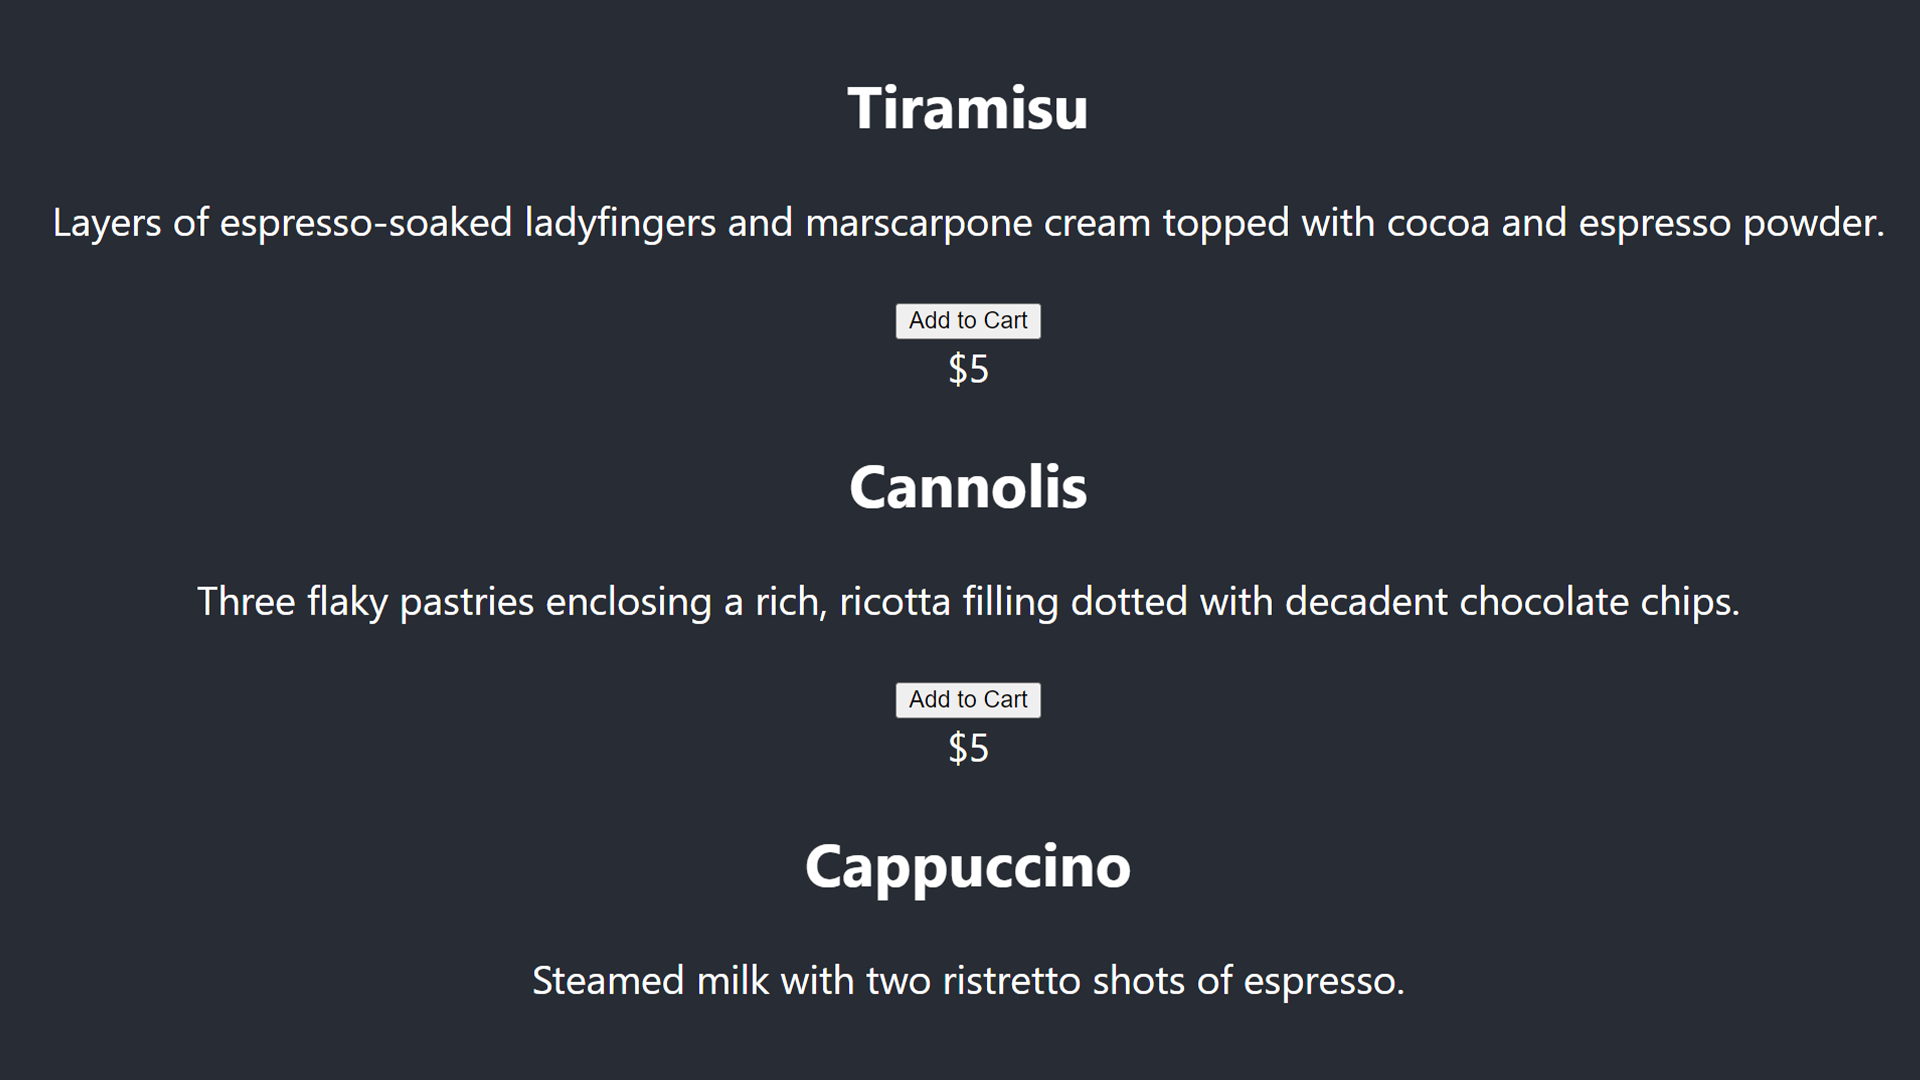 Tiramisu
Layers of espresso-soaked ladyfingers and marscarpone cream topped with cocoa and espresso powder.
Add to Cart
$5
Cannolis
Three flaky pastries enclosing a rich, ricotta filling dotted with decadent chocolate chips.
Add to Cart
$5
Cappuccino
Steamed milk with two ristretto shots of espresso.